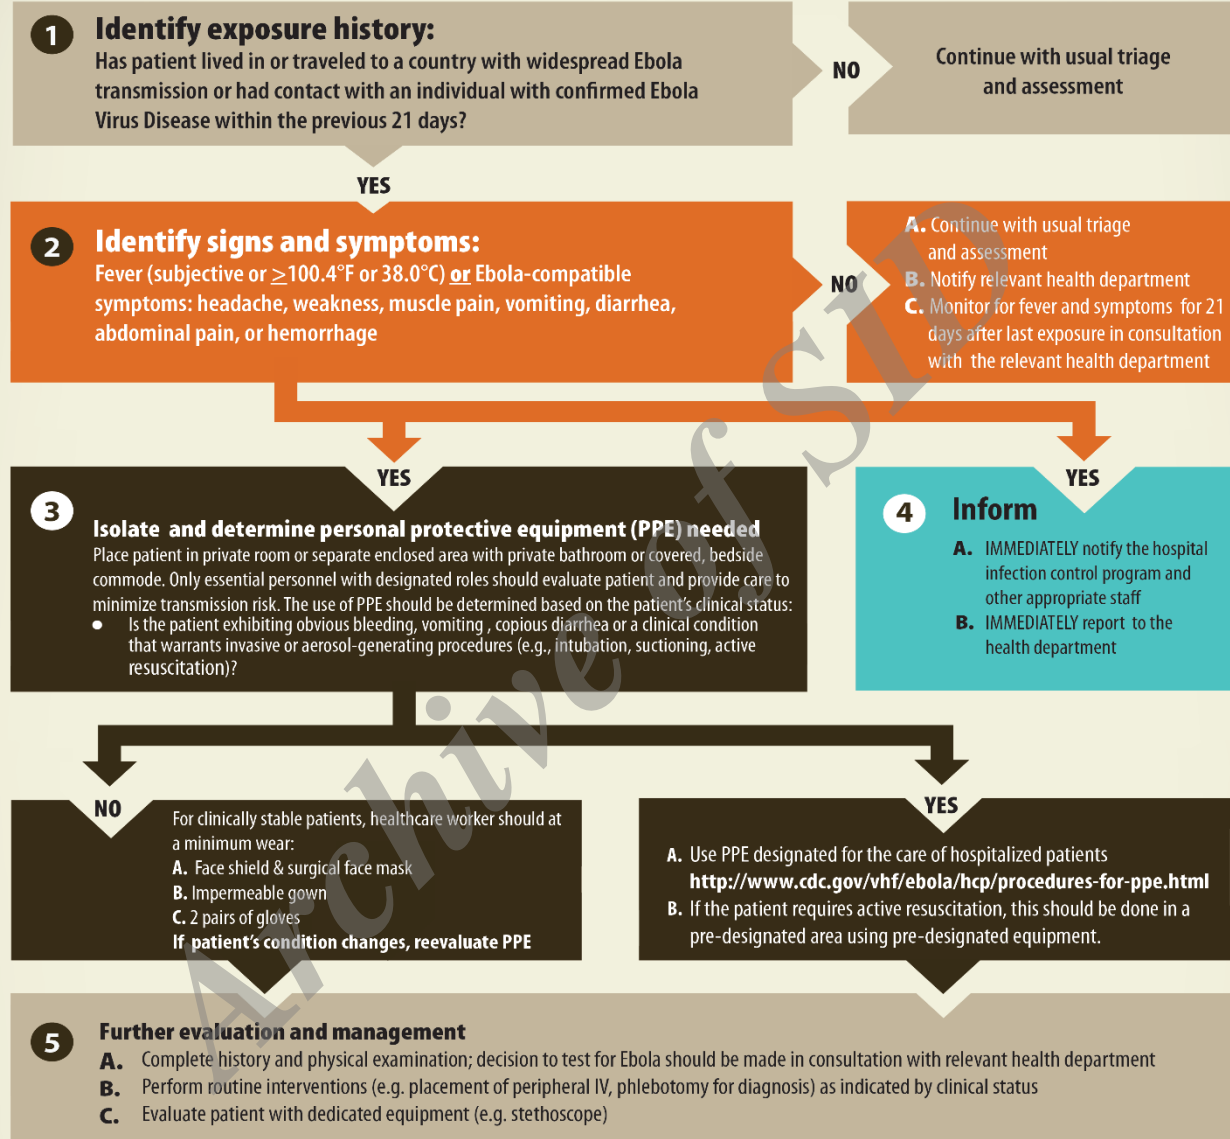 1 Identify exposure history:
Has patient lived in or traveled to a country with widespread Ebola
transmission or had contact with an individual with confirmed Ebola
Virus Disease within the previous 21 days?
NO
Continue with usual triage
and assessment
YES
2 Identify signs and symptoms:
Fever (subjective or ≥100.4°F or 38.0°C) or Ebola-compatible
symptoms: headache, weakness, muscle pain, vomiting, diarrhea,
abdominal pain, or hemorrhage
NO
A. Continue with usual triage
and assessment
B. Notify relevant health department
C. Monitor for fever and symptoms for 21
days after last exposure in consultation
with the relevant health department
YES
3 Isolate and determine personal protective equipment (PPE) needed
Place patient in private room or separate enclosed area with private bathroom or covered, bedside
commode. Only essential personnel with designated roles should evaluate patient and provide care to
minimize transmission risk. The use of PPE should be determined based on the patient's clinical status:
• Is the patient exhibiting obvious bleeding, vomiting , copious diarrhea or a clinical condition
that warrants invasive or aerosol-generating procedures (e.g., intubation, suctioning, active
resuscitation)?
YES
4 Inform
A. IMMEDIATELY notify the hospital
infection control program and
other appropriate staff
B. IMMEDIATELY report to the
health department
NO
For clinically stable patients, healthcare worker should at
a minimum wear:
A. Face shield & surgical face mask
B. Impermeable gown
C. 2 pairs of gloves
If patient's condition changes, reevaluate PPE
YES
A. Use PPE designated for the care of hospitalized patients
http://www.cdc.gov/vhf/ebola/hcp/procedures-for-ppe.html
B. If the patient requires active resuscitation, this should be done in a
pre-designated area using pre-designated equipment.
5 Further evaluation and management
A. Complete history and physical examination; decision to test for Ebola should be made in consultation with relevant health department
B. Perform routine interventions (e.g. placement of peripheral IV, phlebotomy for diagnosis) as indicated by clinical status
C. Evaluate patient with dedicated equipment (e.g. stethoscope)
Archive of SID